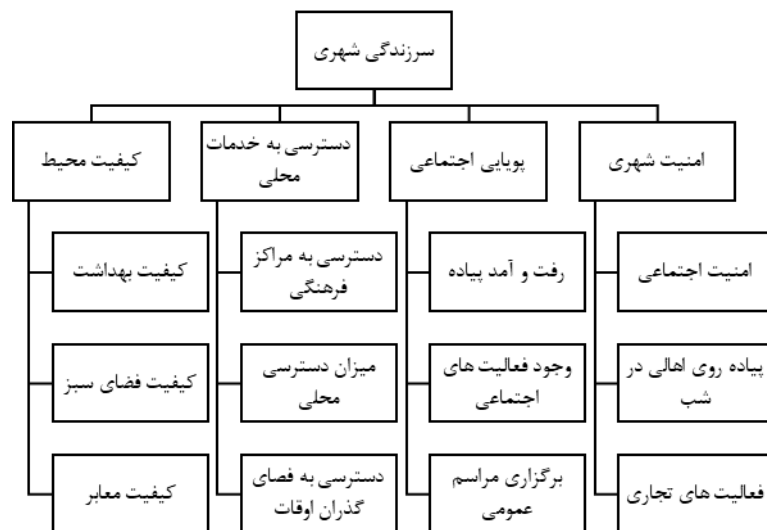 سرزندگی شهری
امنیت شهری
پویایی اجتماعی
دسترسی به خدمات
محلی
کیفیت محیط
امنیت اجتماعی
پیاده روی اهالی در
شب
فعالیت های تجاری
رفت و آمد پیاده
وجود فعالیت های
اجتماعی
برگزاری مراسم
عمومی
دسترسی به مراکز
فرهنگی
میزان دسترسی
محلی
دسترسی به فصای
گذران اوقات
کیفیت بهداشت
کیفیت فضای سبز
کیفیت معابر